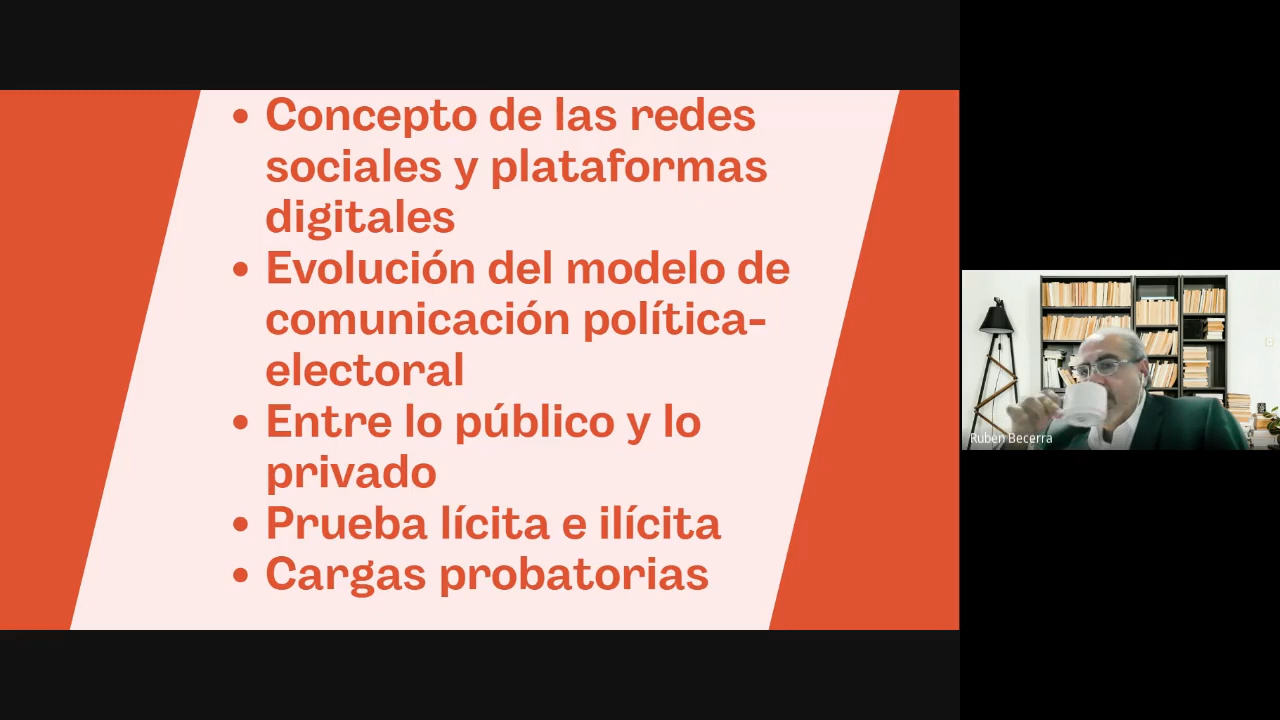 • Concepto de las redes
sociales y plataformas
digitales
• Evolución del modelo de
comunicación política-
electoral
• Entre lo público y lo
privado
• Prueba lícita e ilícita
• Cargas probatorias
Ruben Becerra